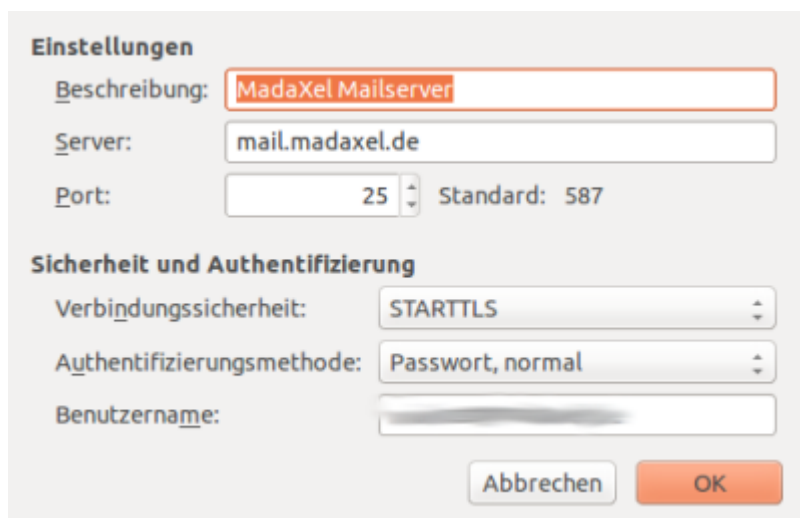 Einstellungen
Beschreibung: MadaXel Mailserver
Server: mail.madaxel.de
Port: 25 Standard: 587
Sicherheit und Authentifizierung
Verbindungssicherheit: STARTTLS
Authentifizierungsmethode: Passwort, normal
Benutzername:
Abbrechen OK